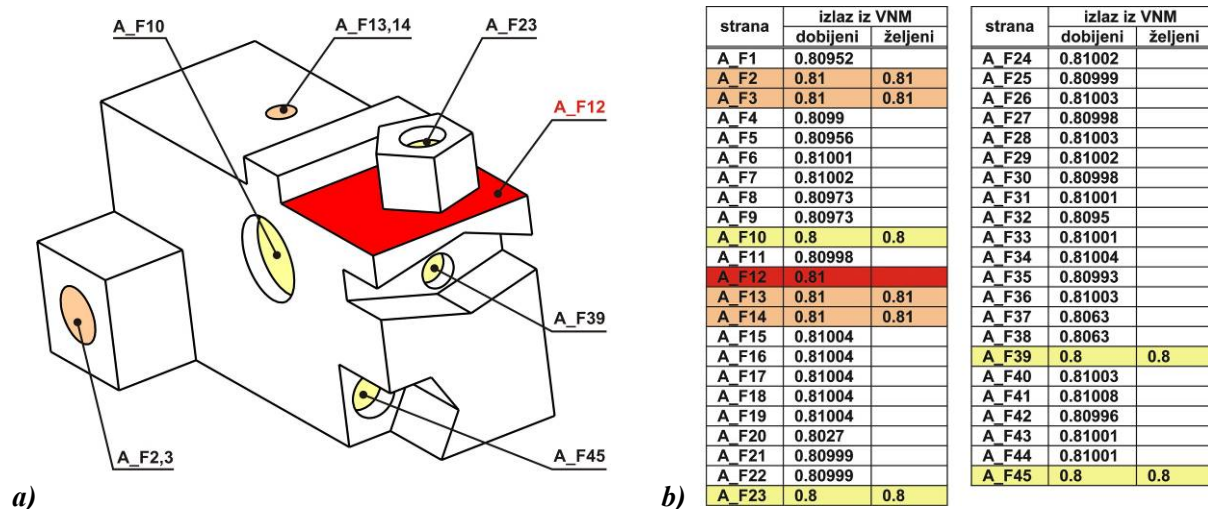 A_F10
A_F13,14
A_F23
A_F12
A_F39
A_F45
A_F2,3
a)
b)
strana izlaz iz VNM
dobijeni željeni
A_F1 0.80952
A_F2 0.81 0.81
A_F3 0.81 0.81
A_F4 0.8099
A_F5 0.80956
A_F6 0.81001
A_F7 0.81002
A_F8 0.80973
A_F9 0.80973
A_F10 0.8 0.8
A_F11 0.80998
A_F12 0.81
A_F13 0.81 0.81
A_F14 0.81 0.81
A_F15 0.81004
A_F16 0.81004
A_F17 0.81004
A_F18 0.81004
A_F19 0.81004
A_F20 0.8027
A_F21 0.80999
A_F22 0.80999
A_F23 0.8 0.8
strana izlaz iz VNM
dobijeni željeni
A_F24 0.81002
A_F25 0.80999
A_F26 0.81003
A_F27 0.80998
A_F28 0.81003
A_F29 0.81002
A_F30 0.80998
A_F31 0.81001
A_F32 0.8095
A_F33 0.81001
A_F34 0.81004
A_F35 0.80993
A_F36 0.81003
A_F37 0.8063
A_F38 0.8063
A_F39 0.8 0.8
A_F40 0.81003
A_F41 0.81008
A_F42 0.80996
A_F43 0.81001
A_F44 0.81001
A_F45 0.8 0.8